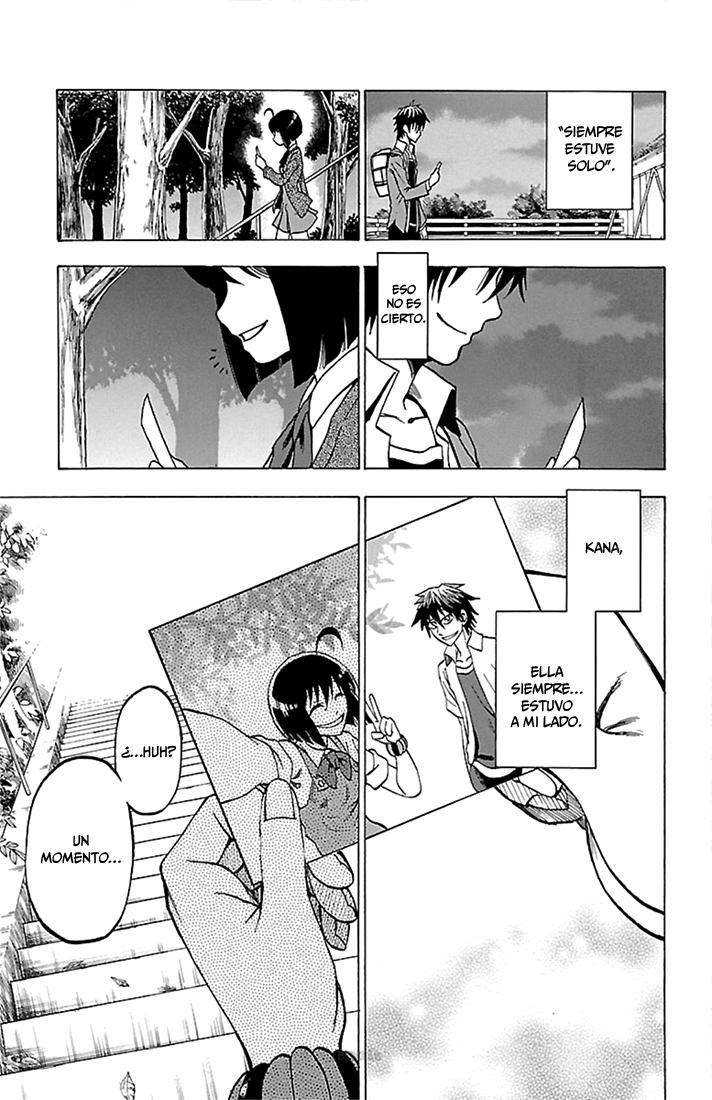 “SIEMPRE
ESTUVE
SOLO”.
ESO
NO ES
CIERTO.
KANA,
ELLA
SIEMPRE...
ESTUVO
A MI LADO.
¿...HUH?
UN
MOMENTO...